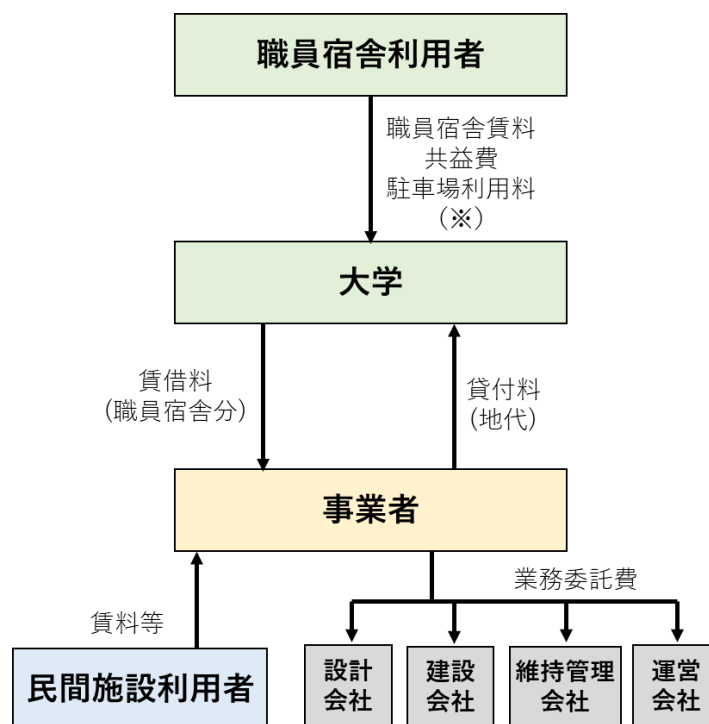 職員宿舎利用者
職員宿舎賃料
共益費
駐車場利用料
(※)
大学
賃借料
(職員宿舎分)
貸付料
(地代)
事業者
業務委託費
賃料等
民間施設利用者
設計
会社
建設
会社
維持管理
会社
運営
会社